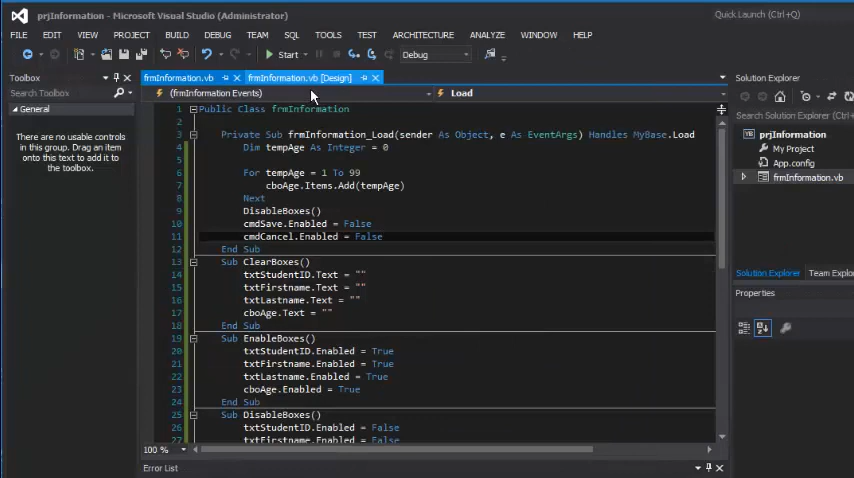 prjInformation - Microsoft Visual Studio (Administrator)
Quick Launch (Ctrl+Q)
FILE EDIT VIEW PROJECT BUILD DEBUG TEAM SQL TOOLS TEST ARCHITECTURE ANALYZE WINDOW HELP
Start Debug
Toolbox
Search Toolbox
General
There are no usable controls
in this group. Drag an item
onto this text to add it to
the toolbox.
frmInformation.vb frmInformation.vb [Design]
(frmInformation Events) Load
1 Public Class frmInformation
2
3 Private Sub frmInformation_Load(sender As Object, e As EventArgs) Handles MyBase.Load
4 Dim tempAge As Integer = 0
5
6 For tempAge = 1 To 99
7 cboAge.Items.Add(tempAge)
8 Next
9 DisableBoxes()
10 cmdSave.Enabled = False
11 cmdCancel.Enabled = False
12 End Sub
13 Sub ClearBoxes()
14 txtStudentID.Text = ""
15 txtFirstname.Text = ""
16 txtLastname.Text = ""
17 cboAge.Text = ""
18 End Sub
19 Sub EnableBoxes()
20 txtStudentID.Enabled = True
21 txtFirstname.Enabled = True
22 txtLastname.Enabled = True
23 cboAge.Enabled = True
24 End Sub
25 Sub DisableBoxes()
26 txtStudentID.Enabled = False
27 txtFirstname.Enabled = False
100 %
Error List
Solution Explorer
prjInformation
My Project
App.config
frmInformation.vb
Solution Explorer Team Explo
Properties